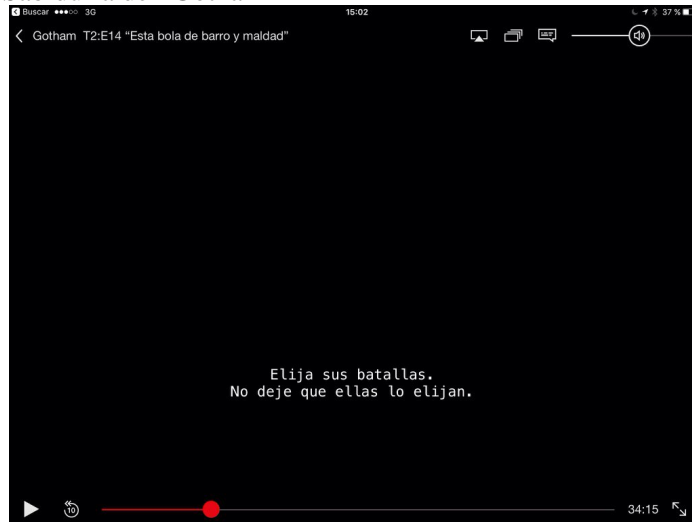 Buscar 3G 15:02 37 %
Gotham T2:E14 “Esta bola de barro y maldad”
Elija sus batallas.
No deje que ellas lo elijan.
10 34:15